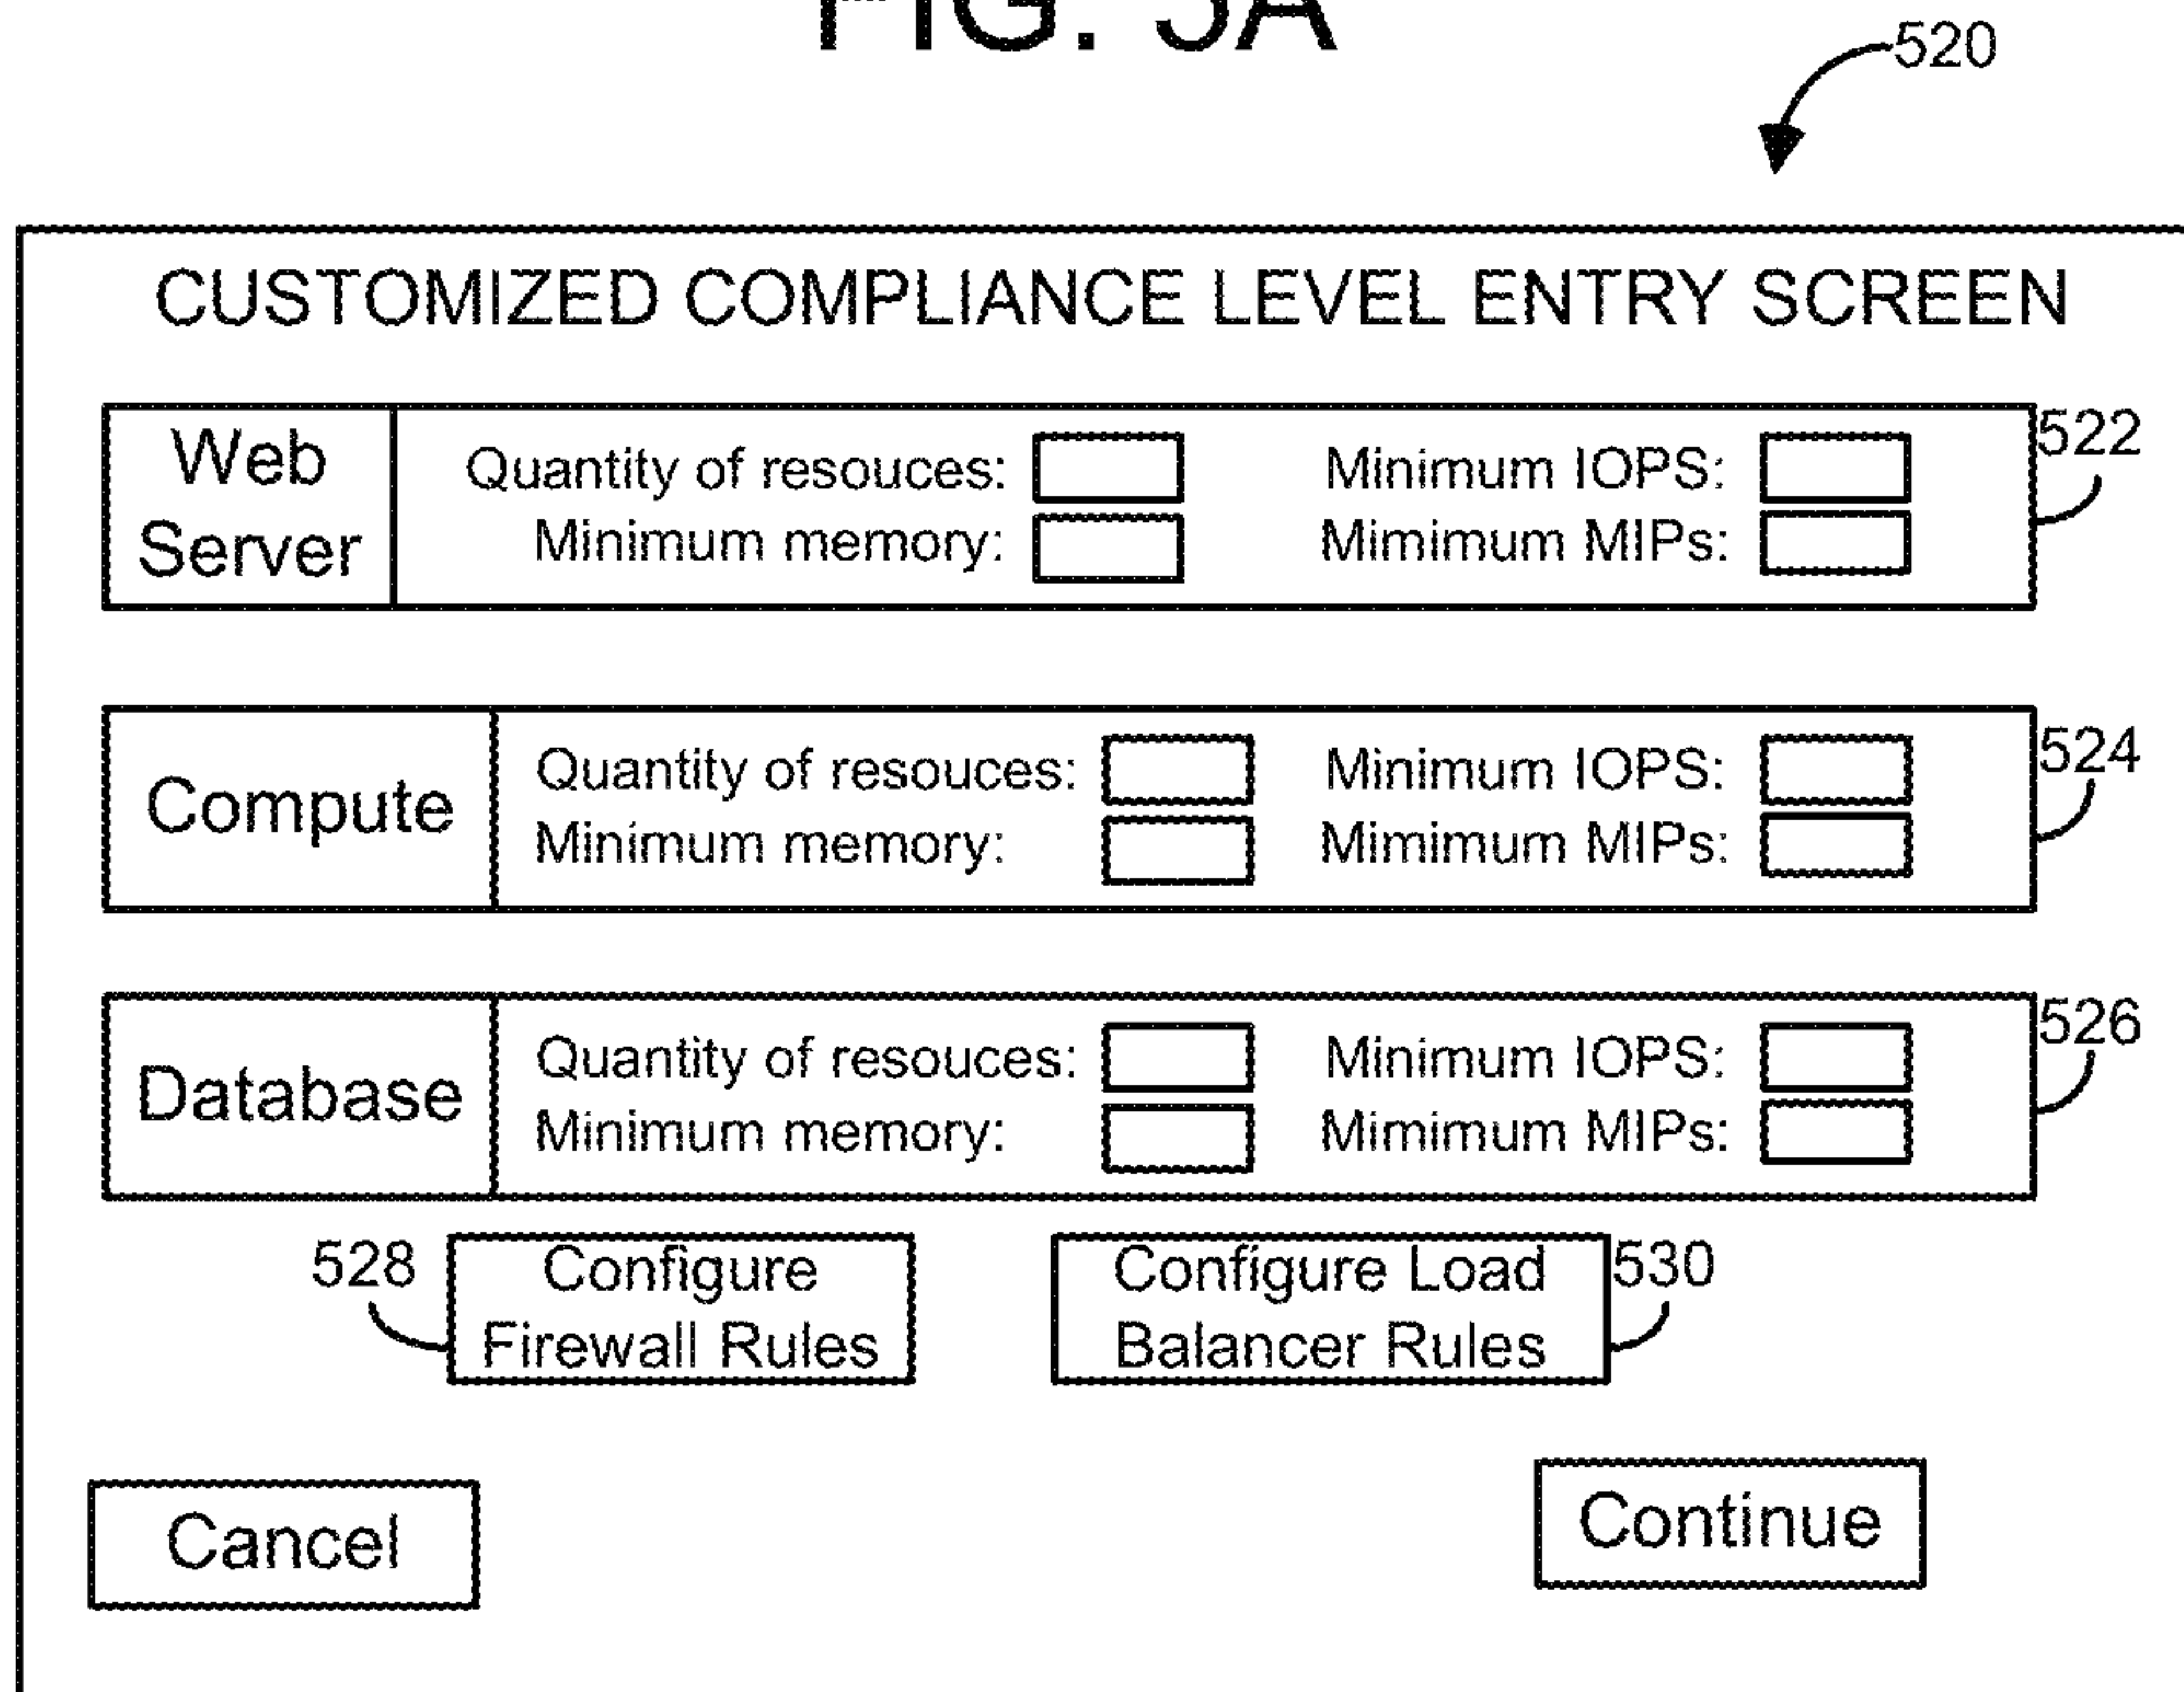 FIG. 5A
520
CUSTOMIZED COMPLIANCE LEVEL ENTRY SCREEN
Web
Server
Quantity of resouces:
Minimum IOPS:
522
Minimum memory:
Mimimum MIPs:
Compute
Quantity of resouces:
Minimum IOPS:
524
Minimum memory:
Mimimum MIPs:
Database
Quantity of resouces:
Minimum IOPS:
526
Minimum memory:
Mimimum MIPs:
528
Configure
Firewall Rules
Configure Load
Balancer Rules
530
Cancel
Continue